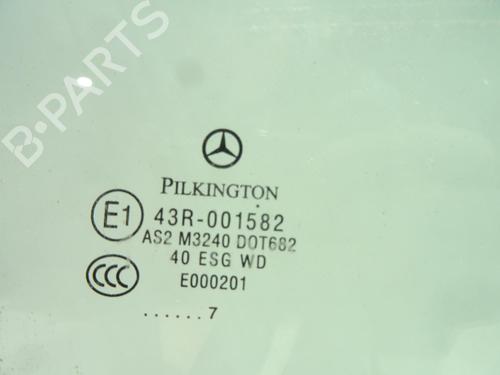 B-PARTS
PILKINGTON
E1 43R-001582
AS2 M3240 DOT682
CCC 40 ESG WD
E000201
......7